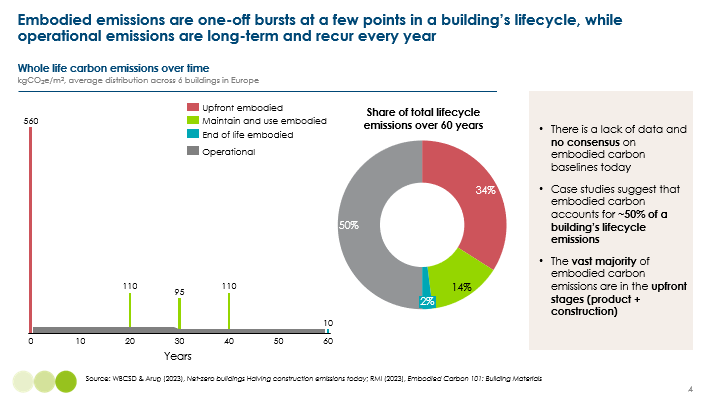 Embodied emissions are one-off bursts at a few points in a building's lifecycle, while
operational emissions are long-term and recur every year
Whole life carbon emissions over time
kgCO₂e/m², average distribution across 6 buildings in Europe
Upfront embodied
Maintain and use embodied
End of life embodied
Operational
560
110
95
110
10
0 10 20 30 40 50 60
Years
Share of total lifecycle
emissions over 60 years
34%
50%
14%
2%
• There is a lack of data and
no consensus on
embodied carbon
baselines today
• Case studies suggest that
embodied carbon
accounts for ~50% of a
building's lifecycle
emissions
• The vast majority of
embodied carbon
emissions are in the upfront
stages (product +
construction)
Source: WBCSD & Arup (2023), Net-zero buildings Halving construction emissions today; RMI (2023), Embodied Carbon 101: Building Materials
4